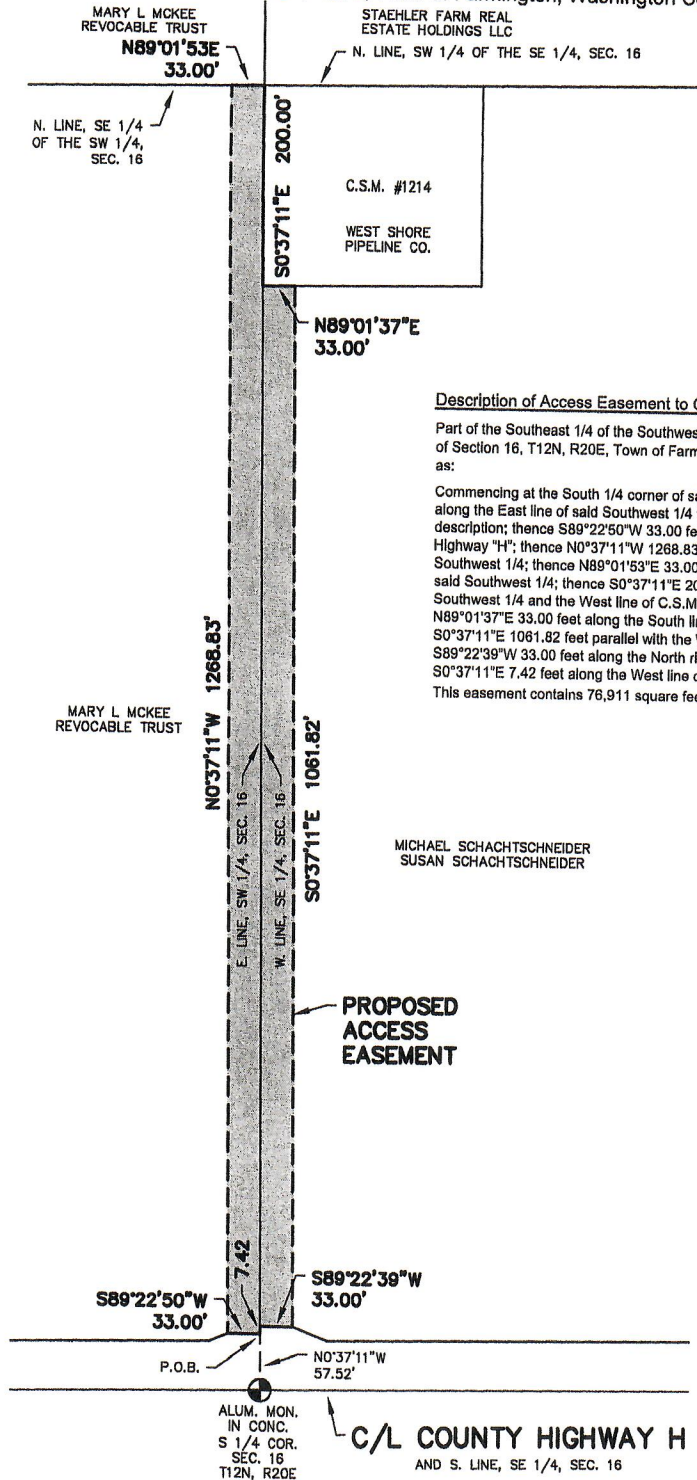 Farmington, Washington
MARY L MCKEE
REVOCABLE TRUST
N89°01'53E
33.00'
STAEHLER FARM REAL
ESTATE HOLDINGS LLC
N. LINE, SW 1/4 OF THE SE 1/4, SEC. 16
N. LINE, SE 1/4
OF THE SW 1/4,
SEC. 16
S0°37'11"E 200.00'
C.S.M. #1214
WEST SHORE
PIPELINE CO.
N89°01'37"E
33.00'
Description of Access Easement to
Part of the Southeast 1/4 of the
of Section 16, T12N, R20E, Town of
as:
Commencing at the South 1/4 corner of
along the East line of said Southwest 1/4
description; thence S89°22'50"W 33.00
Highway "H"; thence N0°37'11"W 1268.83
Southwest 1/4; thence N89°01'53"E 33.00
said Southwest 1/4; thence S0°37'11"E
Southwest 1/4 and the West line of
N89°01'37"E 33.00 feet along the South
S0°37'11"E 1061.82 feet parallel with the
S89°22'39"W 33.00 feet along the North
S0°37'11"E 7.42 feet along the West line
This easement contains 76,911 square
N0°37'11"W 1268.83'
MARY L MCKEE
REVOCABLE TRUST
E. LINE, SW 1/4, SEC. 16
W. LINE, SE 1/4, SEC. 16
S0°37'11"E 1061.82'
MICHAEL SCHACHTSCHNEIDER
SUSAN SCHACHTSCHNEIDER
PROPOSED
ACCESS
EASEMENT
7.42
S89°22'50"W
33.00'
S89°22'39"W
33.00'
P.O.B.
N0°37'11"W
57.52'
ALUM. MON.
IN CONC.
S 1/4 COR.
SEC. 16
T12N, R20E
C/L COUNTY HIGHWAY H
AND S. LINE, SE 1/4, SEC. 16